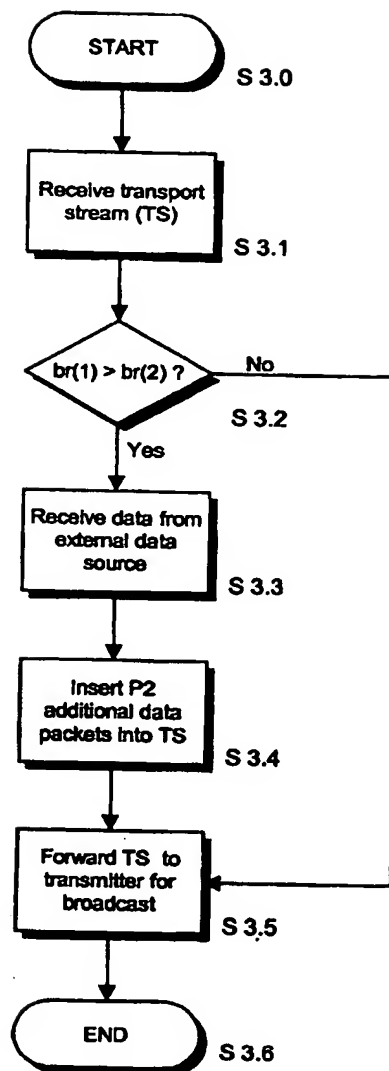 START
S 3.0
Receive transport
stream (TS)
S 3.1
br(1) > br(2) ?
No
S 3.2
Yes
Receive data from
external data
source
S 3.3
Insert P2
additional data
packets into TS
S 3.4
Forward TS to
transmitter for
broadcast
S 3.5
END
S 3.6